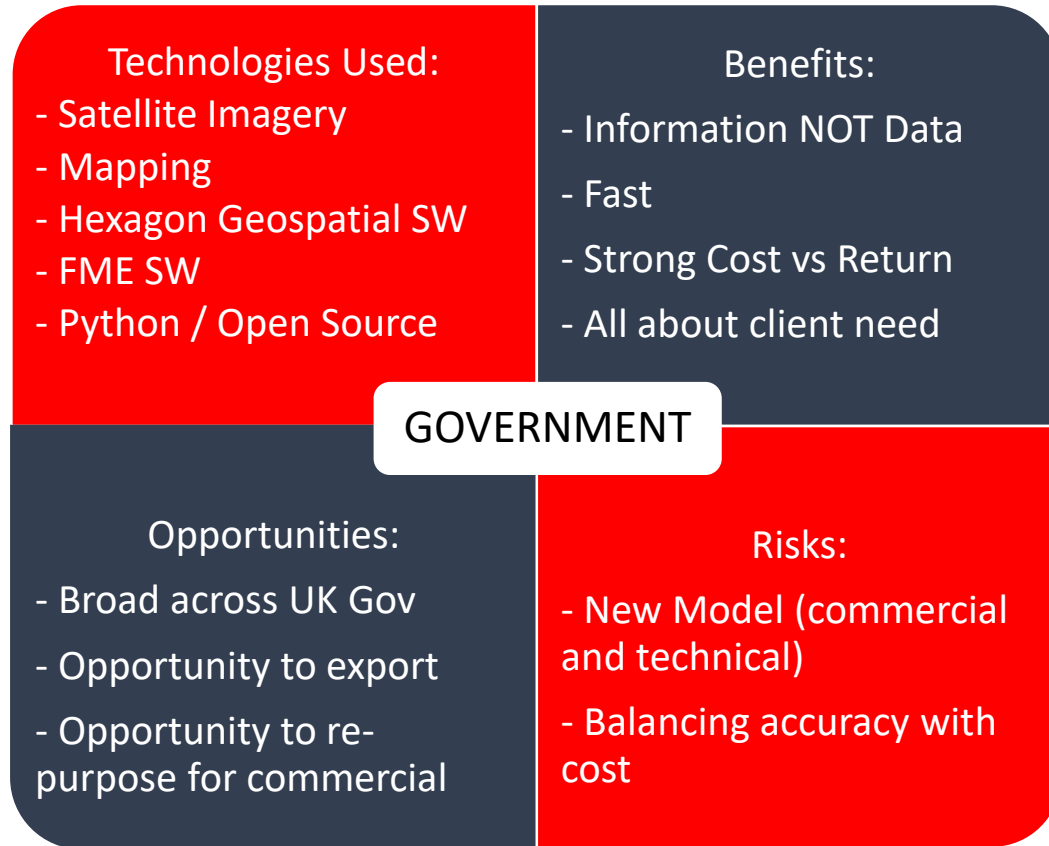 Technologies Used:
- Satellite Imagery
- Mapping
- Hexagon Geospatial SW
- FME SW
- Python / Open Source
Benefits:
- Information NOT Data
- Fast
- Strong Cost vs Return
- All about client need
GOVERNMENT
Opportunities:
- Broad across UK Gov
- Opportunity to export
- Opportunity to re-
purpose for commercial
Risks:
- New Model (commercial
and technical)
- Balancing accuracy with
cost